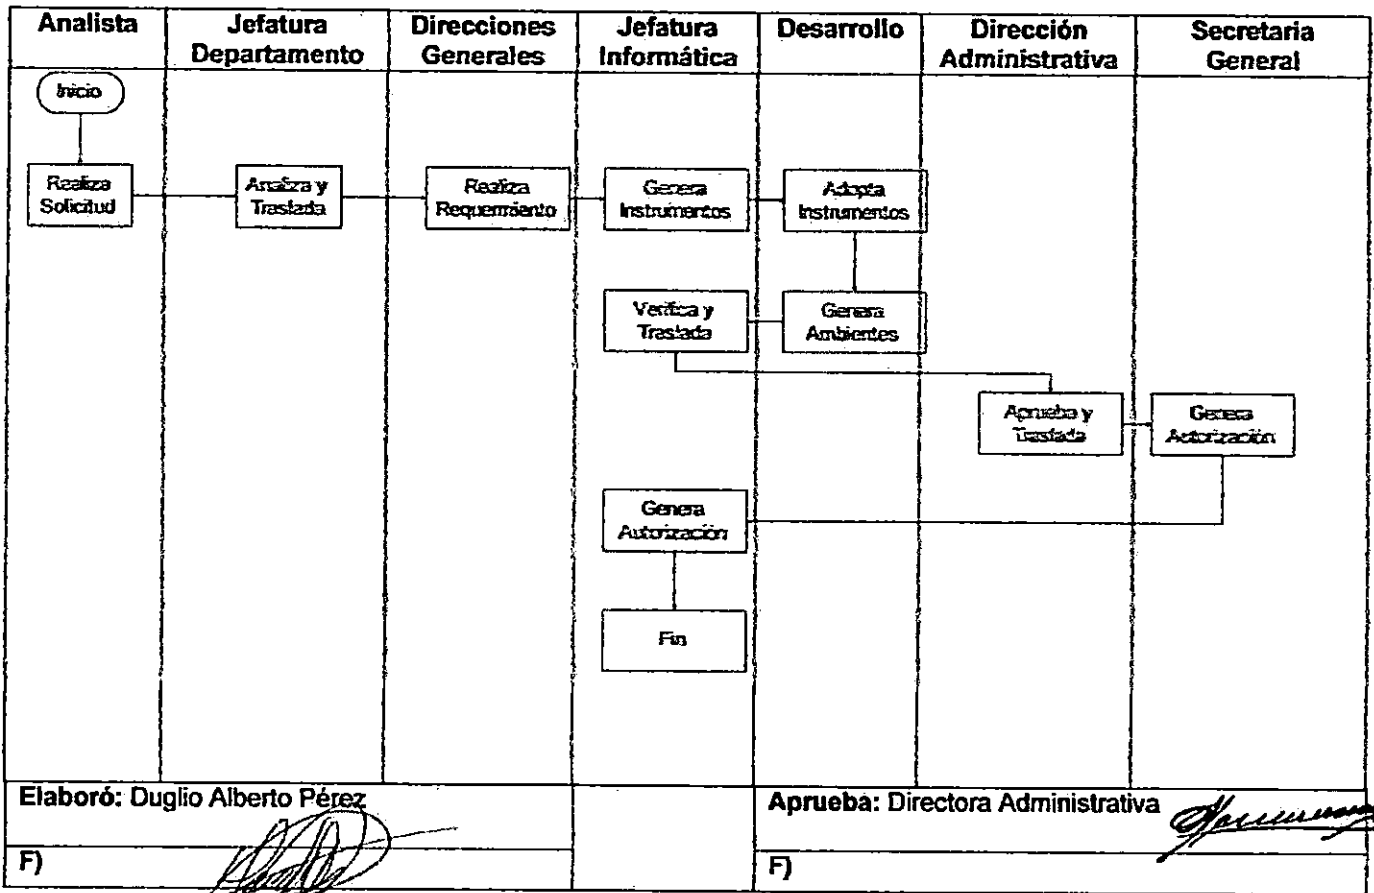 Analista
Jefatura
Departamento
Direcciones
Generales
Jefatura
Informática
Desarrollo
Dirección
Administrativa
Secretaria
General
Inicio
Realiza
Solicitud
Analiza y
Traslada
Realiza
Requermiento
Genera
Instrumentos
Adopta
Instrumentos
Verifica y
Traslada
Genera
Ambientes
Aprueba y
Traslada
Genera
Autorización
Genera
Autorización
Fin
Elaboró: Duglio Alberto Pérez
Aprueba: Directora Administrativa
F)
F)